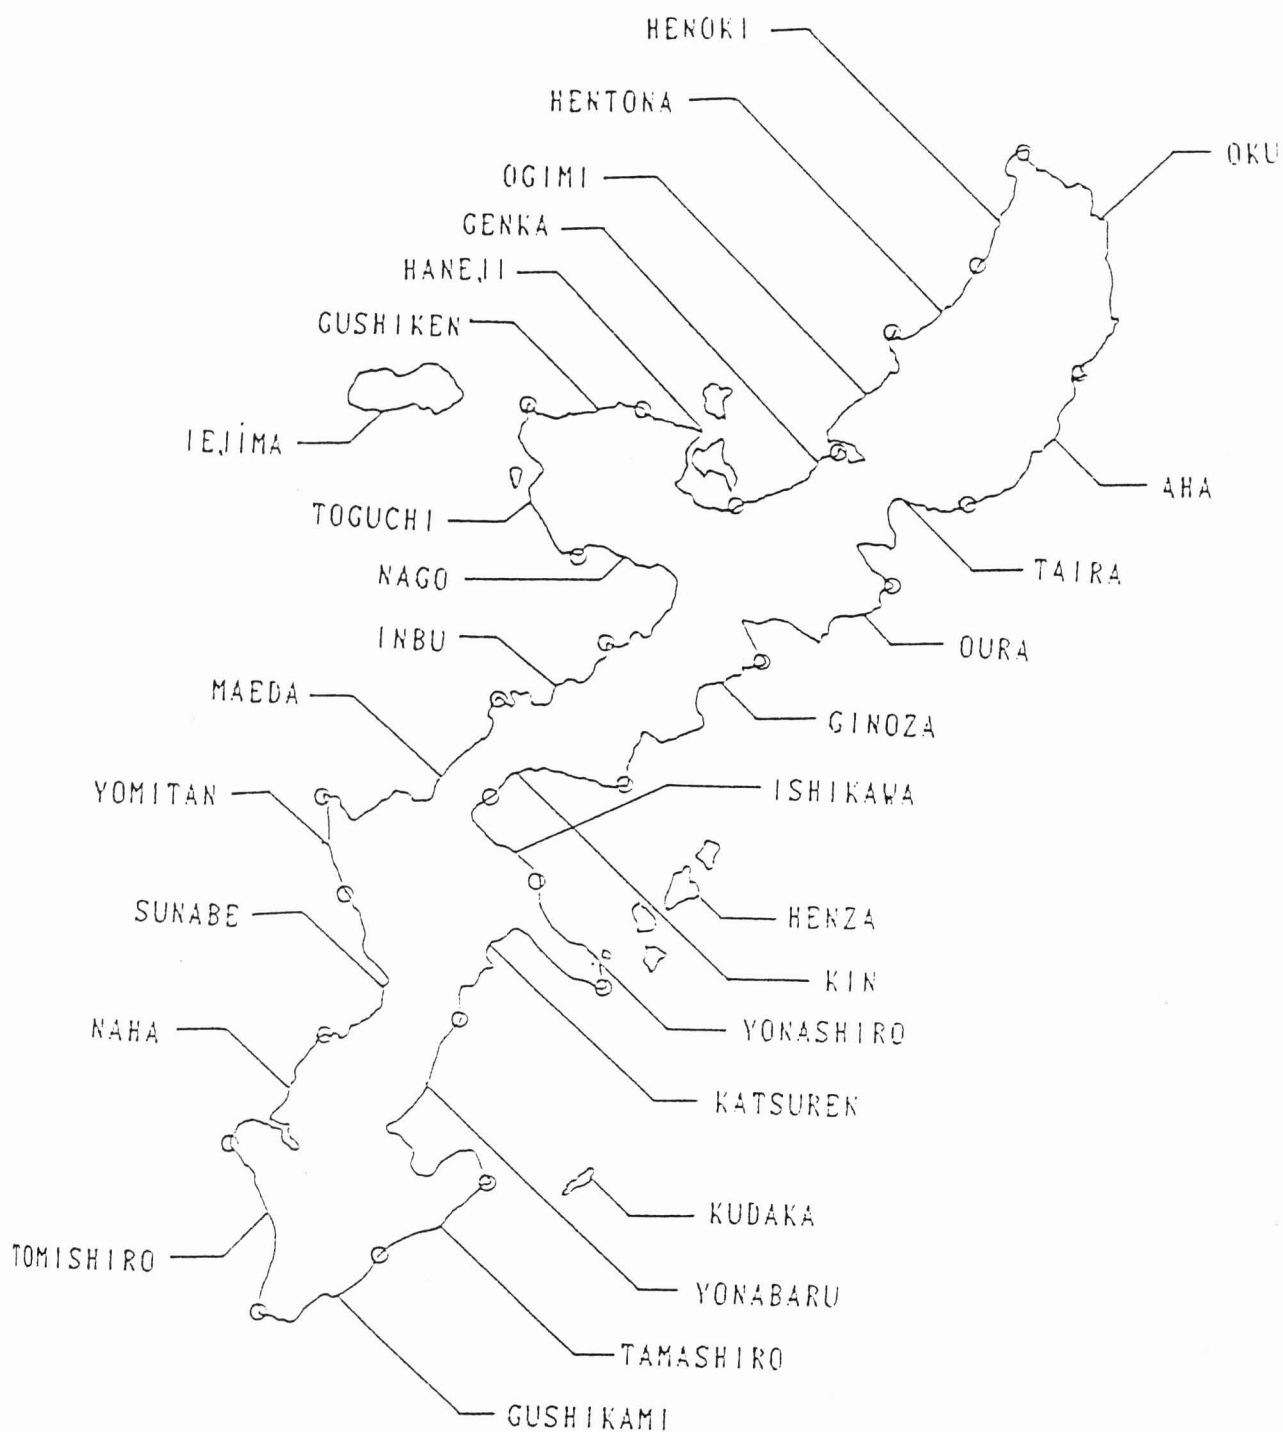 HENOKI
HENTONA
OKU
OGIMI
GENKA
HANEJI
GUSHIKEN
IEJIMA
AHA
TOGUCHI
TAIRA
NAGO
INBU
OURA
MAEDA
GINOZA
YOMITAN
ISHIKAWA
SUNABE
HENZA
KIN
NAHA
YONASHIRO
KATSUREN
KUDAKA
TOMISHIRO
YONABARU
TAMASHIRO
GUSHIKAMI